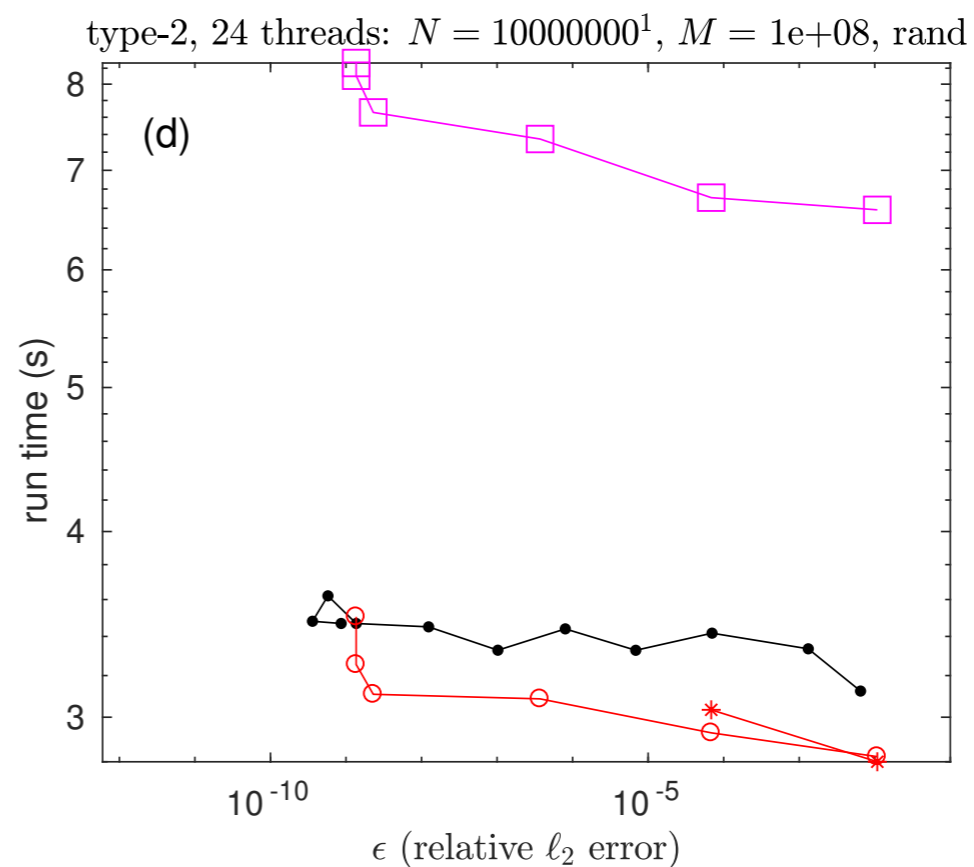 type-2, 24 threads: N = 10000000¹, M = 1e+08, rand
(d)
8
7
6
5
4
3
run time (s)
10⁻¹⁰
10⁻⁵
ϵ (relative ℓ₂ error)